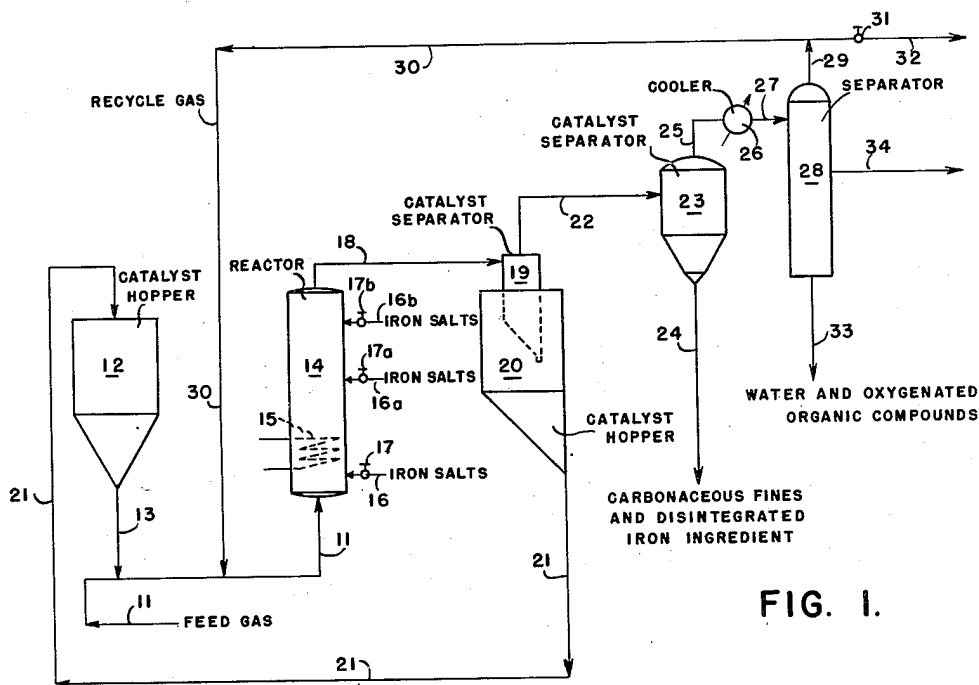 31
30
32
29
COOLER
27
SEPARATOR
RECYCLE GAS
CATALYST
SEPARATOR
25
26
34
28
23
CATALYST
SEPARATOR
22
18
REACTOR
17b
16b
19
CATALYST
HOPPER
IRON SALTS
24
33
12
14
17a
IRON SALTS
16a
20
WATER AND OXYGENATED
ORGANIC COMPOUNDS
30
15
CATALYST
HOPPER
17
IRON SALTS
16
21
13
CARBONACEOUS FINES
AND DISINTEGRATED
IRON INGREDIENT
11
21
11
FEED GAS
FIG. 1.
21